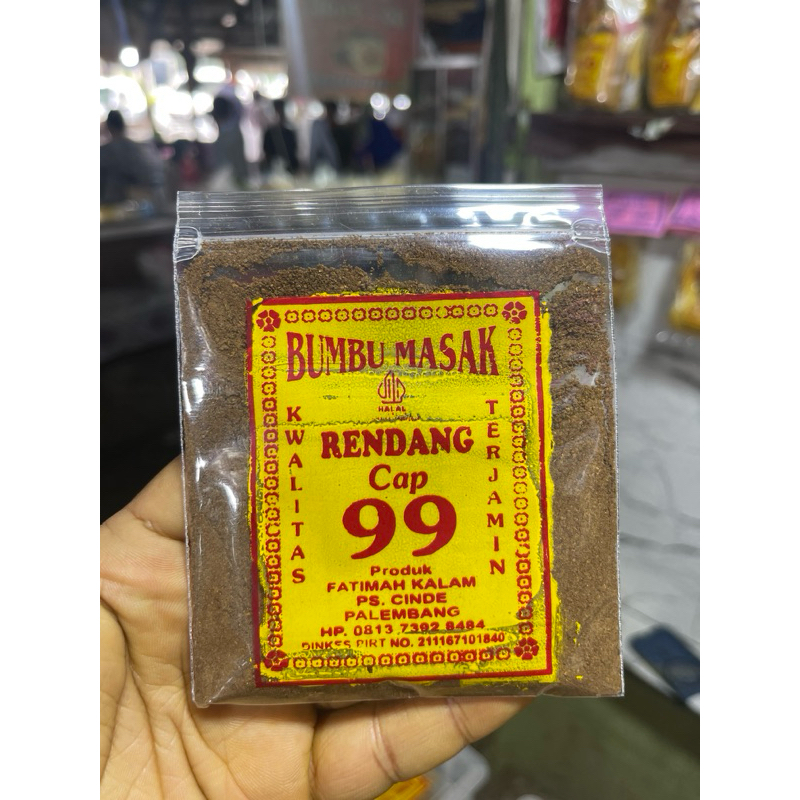 BUMBU MASAK
HALAL
KWALITAS
TERJAMIN
RENDANG
Cap
99
Produk
FATIMAH KALAM
PS. CINDE
PALEMBANG
HP. 0813 7392 8484
DINKES PIRT NO. 211167101840